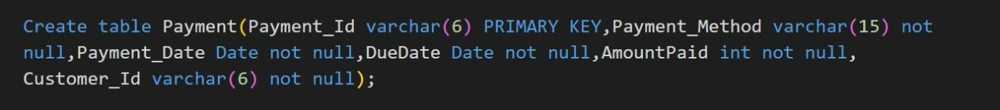 Create table Payment(Payment_Id varchar(6) PRIMARY KEY,Payment_Method varchar(15) not
null,Payment_Date Date not null,DueDate Date not null,AmountPaid int not null,
Customer_Id varchar(6) not null);